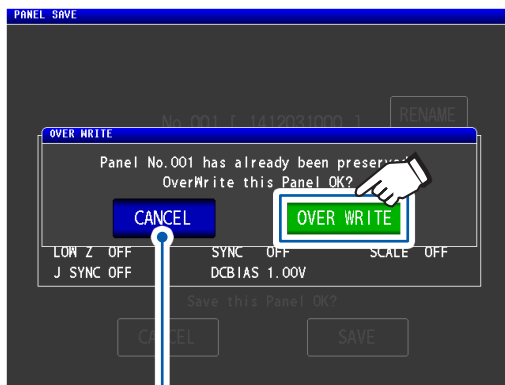 PANEL SAVE
No.001 [ 1412031000 ] RENAME
OVER WRITE
Panel No.001 has already been preserved.
OverWrite this Panel OK?
CANCEL OVER WRITE
LOW Z OFF SYNC OFF SCALE OFF
J SYNC OFF DCBIAS 1.00V
Save this Panel OK?
CANCEL SAVE